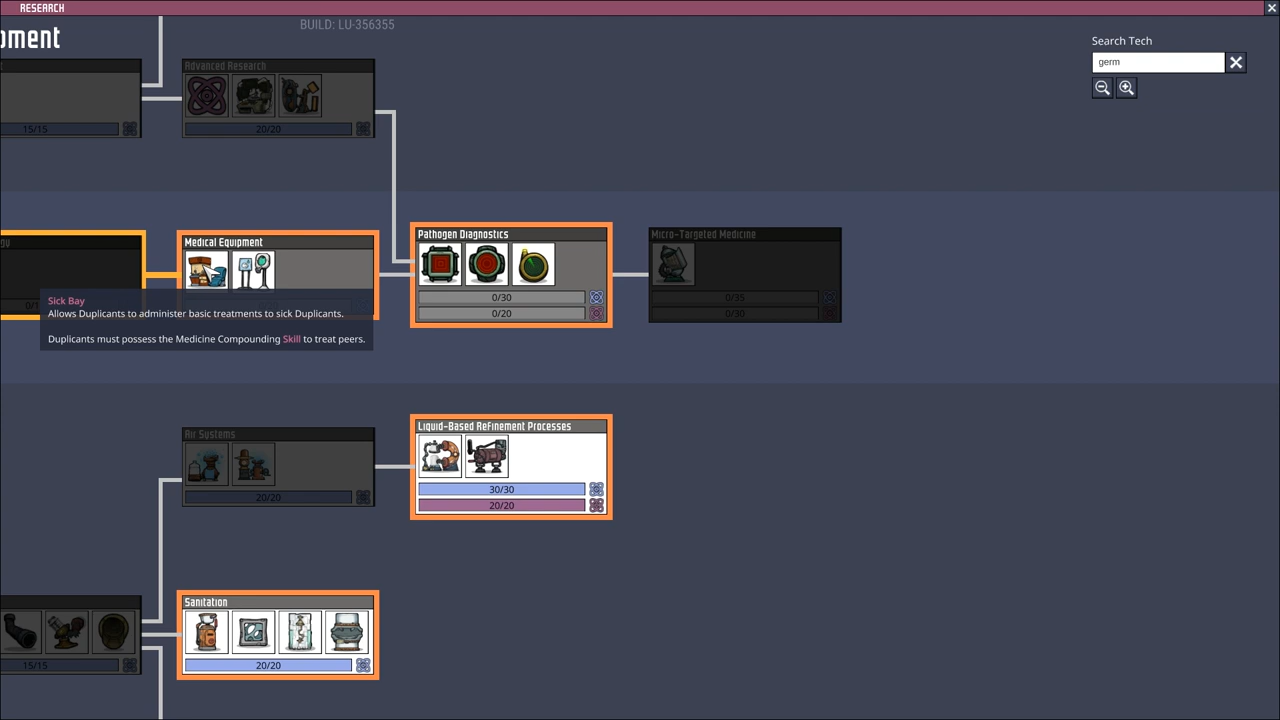 RESEARCH
BUILD: LU-356355
pment
Search Tech
germ
Advanced Research
15/15
20/20
Medical Equipment
Pathogen Diagnostics
0/30
0/20
Micro-Targeted Medicine
0/35
0/30
Sick Bay
Allows Duplicants to administer basic treatments to sick Duplicants.
Duplicants must possess the Medicine Compounding Skill to treat peers.
Liquid-Based Refinement Processes
30/30
20/20
Air Systems
20/20
Sanitation
15/15
20/20